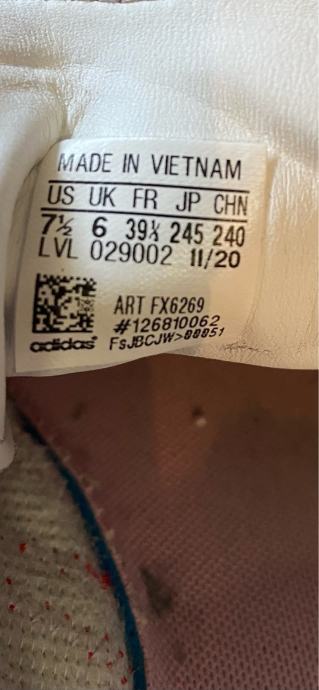 MADE IN VIETNAM
US UK FR JP CHN
7½ 6 39⅓ 245 240
LVL 029002 11/20
ART FX6269
#126810062
adidas® FsJBCJW>00051